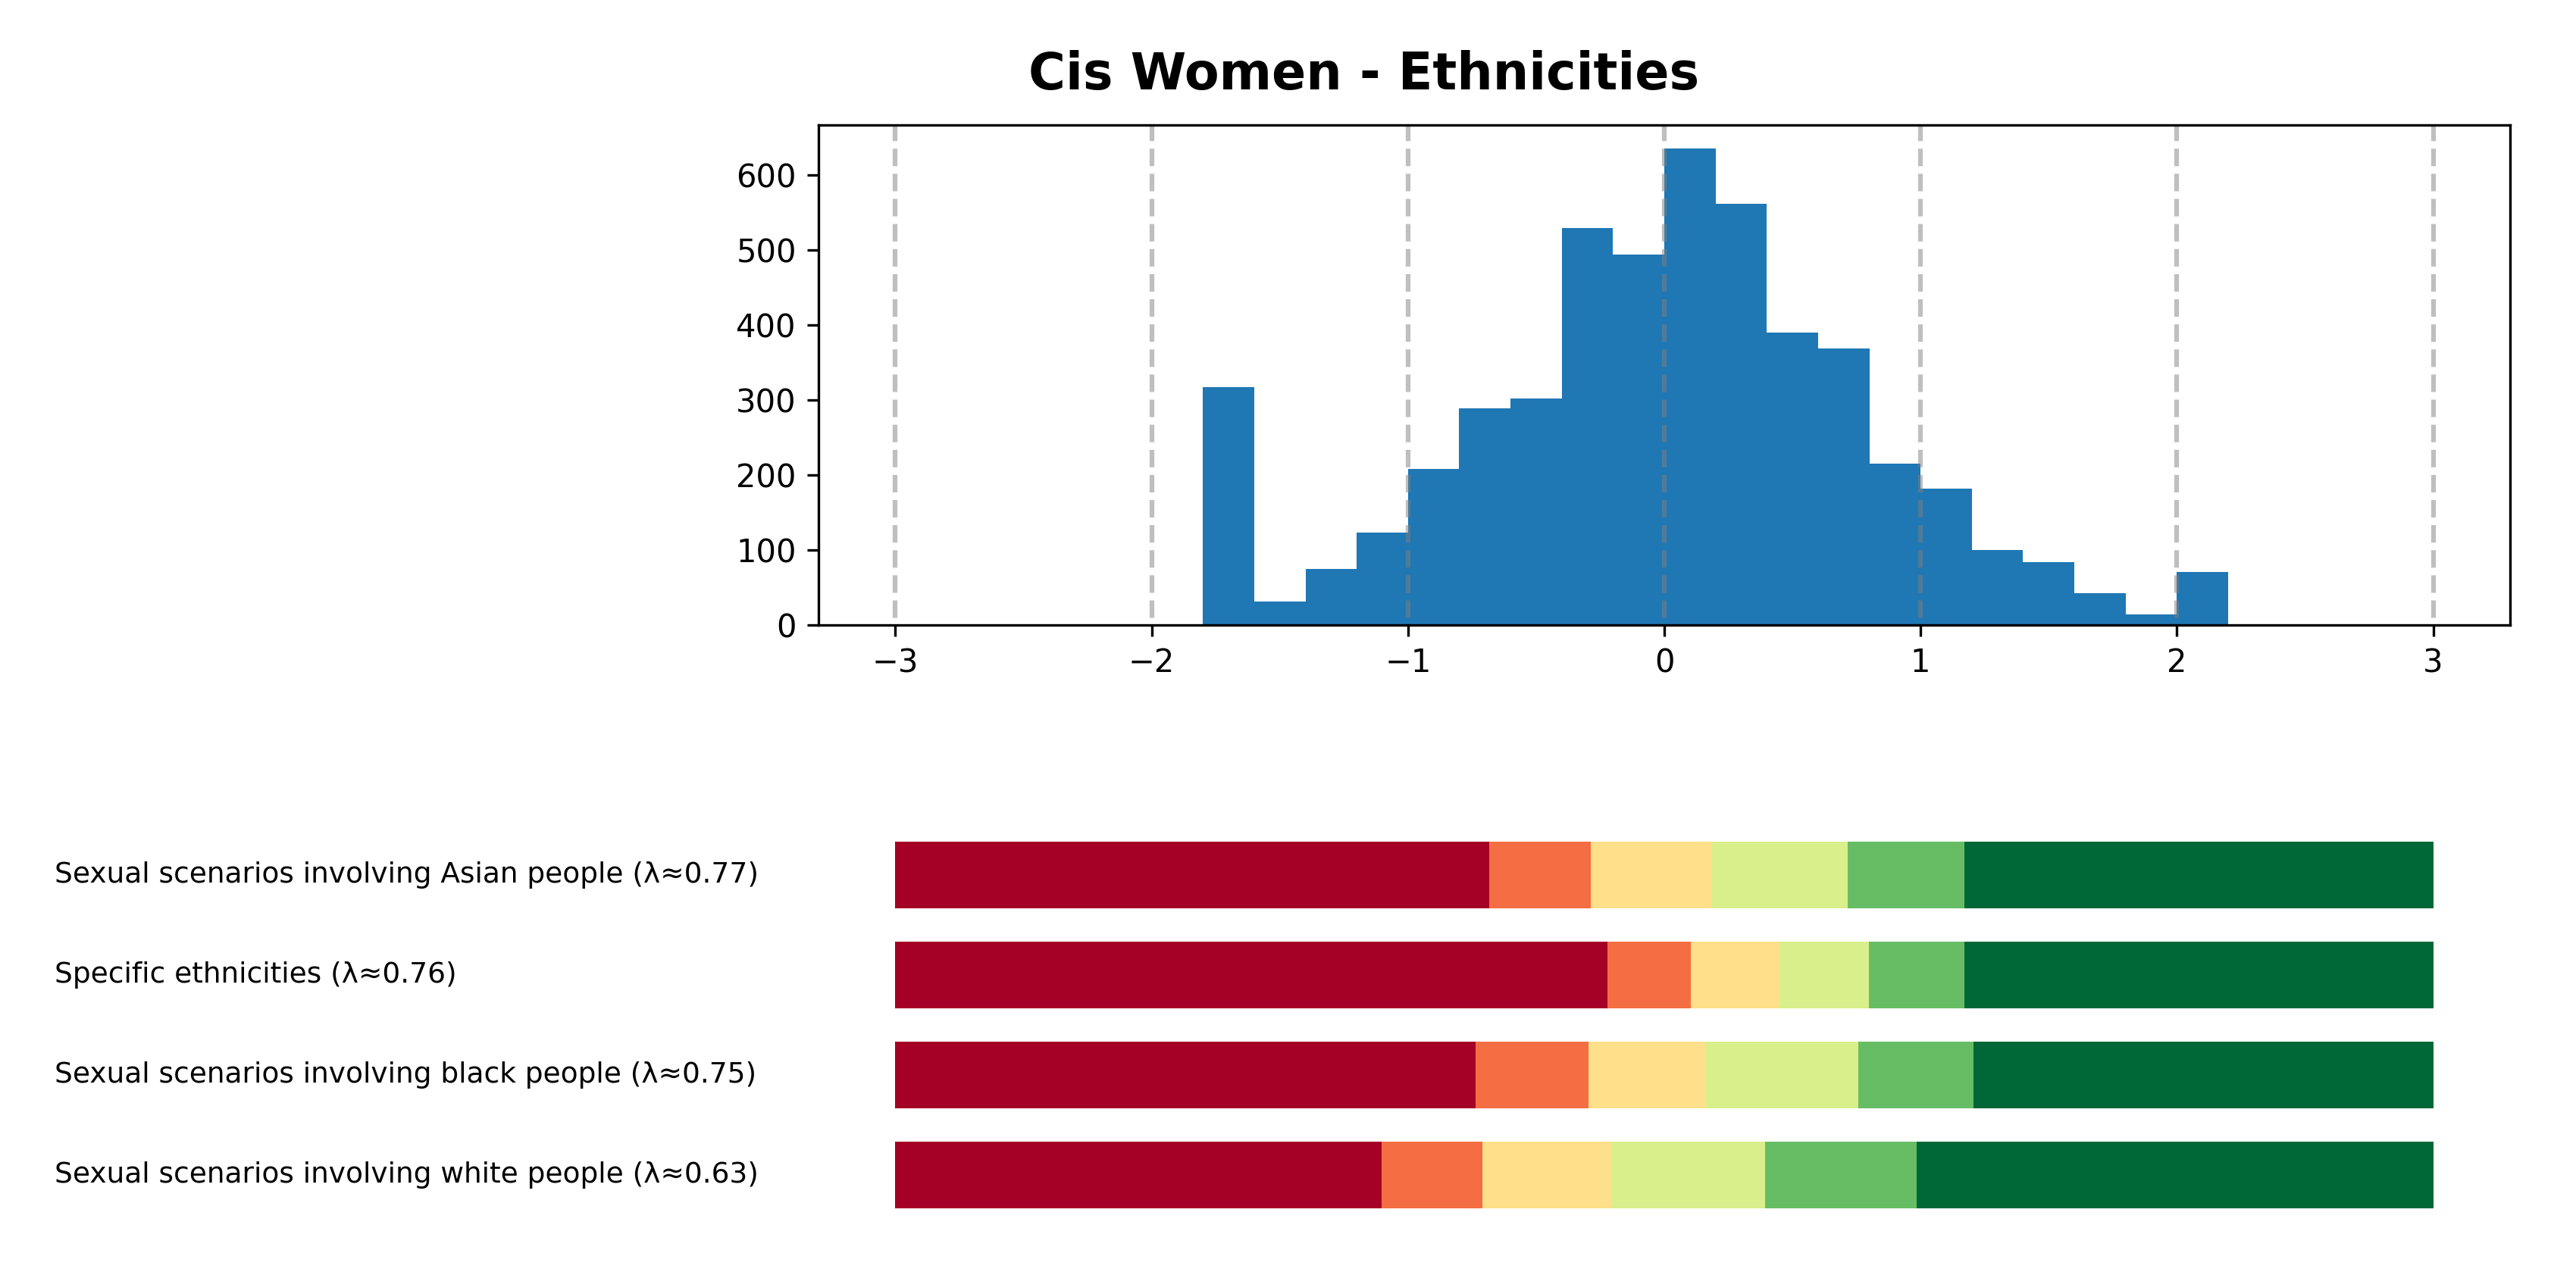 Cis Women - Ethnicities
600
500
400
300
200
100
0
−3 −2 −1 0 1 2 3
Sexual scenarios involving Asian people (λ≈0.77)
Specific ethnicities (λ≈0.76)
Sexual scenarios involving black people (λ≈0.75)
Sexual scenarios involving white people (λ≈0.63)